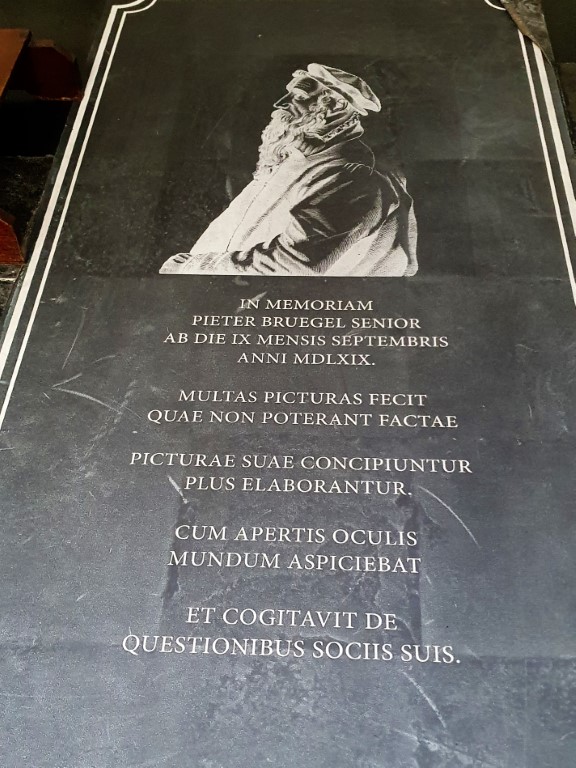 IN MEMORIAM
PIETER BRUEGEL SENIOR
AB DIE IX MENSIS SEPTEMBRIS
ANNI MDLXIX.
MULTAS PICTURAS FECIT
QUAE NON POTERANT FACTAE
PICTURAE SUAE CONCIPIUNTUR
PLUS ELABORANTUR.
CUM APERTIS OCULIS
MUNDUM ASPICIEBAT
ET COGITAVIT DE
QUESTIONIBUS SOCIIS SUIS.